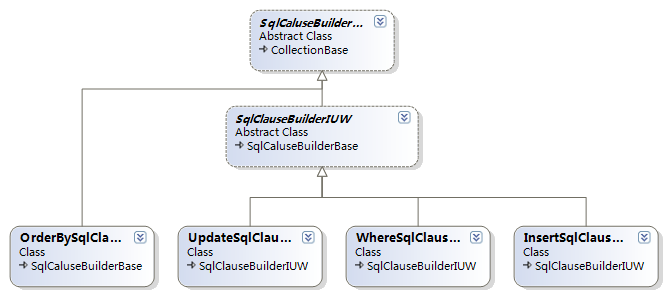 SqlCaluseBuilder...
Abstract Class
CollectionBase
SqlClauseBuilderIUW
Abstract Class
SqlCaluseBuilderBase
OrderBySqlCla...
Class
SqlCaluseBuilderBase
UpdateSqlClau...
Class
SqlClauseBuilderIUW
WhereSqlClaus...
Class
SqlClauseBuilderIUW
InsertSqlClaus...
Class
SqlClauseBuilderIUW